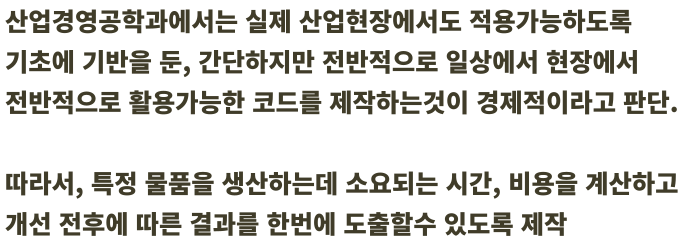 산업경영공학과에서는 실제 산업현장에서도 적용가능하도록
기초에 기반을 둔, 간단하지만 전반적으로 일상에서 현장에서
전반적으로 활용가능한 코드를 제작하는것이 경제적이라고 판단.
따라서, 특정 물품을 생산하는데 소요되는 시간, 비용을 계산하고
개선 전후에 따른 결과를 한번에 도출할수 있도록 제작